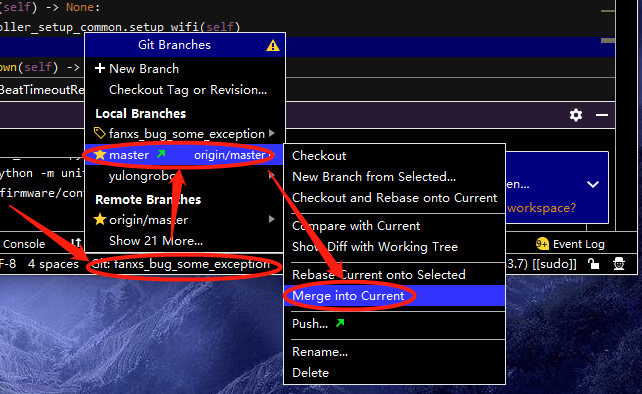 self) -> None:
oller_setup_common.setup_wifi(self)
Git Branches
own(self) ->
New Branch
BeatTimeoutRe
Checkout Tag or Revision...
Local Branches
fanxs_bug_some_exception
master origin/master
Checkout
ython -m uni
yulongrobo
New Branch from Selected...
en...
firmware/con
Remote Branches
Checkout and Rebase onto Current
origin/master
workspace?
Compare with Current
Console
Show 21 More...
Show Diff with Working Tree
9+ Event Log
F-8 4 spaces Git: fanxs_bug_some_exception
Rebase Current onto Selected
3.7) [[sudo]]
Merge into Current
Push...
Rename...
Delete